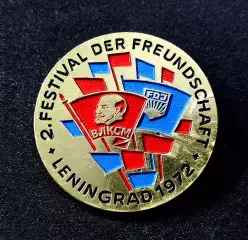 2. FESTIVAL DER FREUNDSCHAFT
FDJ
ВЛКСМ
LENINGRAD 1972